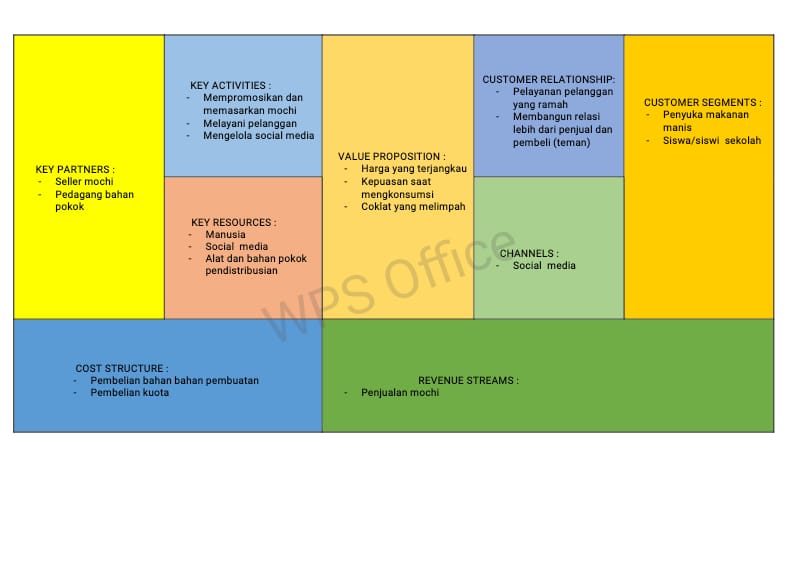 KEY PARTNERS :
- Seller mochi
- Pedagang bahan
pokok
KEY ACTIVITIES :
- Mempromosikan dan
memasarkan mochi
- Melayani pelanggan
- Mengelola social media
KEY RESOURCES :
- Manusia
- Social media
- Alat dan bahan pokok
pendistribusian
VALUE PROPOSITION :
- Harga yang terjangkau
- Kepuasan saat
mengkonsumsi
- Coklat yang melimpah
CUSTOMER RELATIONSHIP:
- Pelayanan pelanggan
yang ramah
- Membangun relasi
lebih dari penjual dan
pembeli (teman)
CHANNELS :
- Social media
CUSTOMER SEGMENTS :
- Penyuka makanan
manis
- Siswa/siswi sekolah
COST STRUCTURE :
- Pembelian bahan bahan pembuatan
- Pembelian kuota
REVENUE STREAMS :
- Penjualan mochi
WPS Office